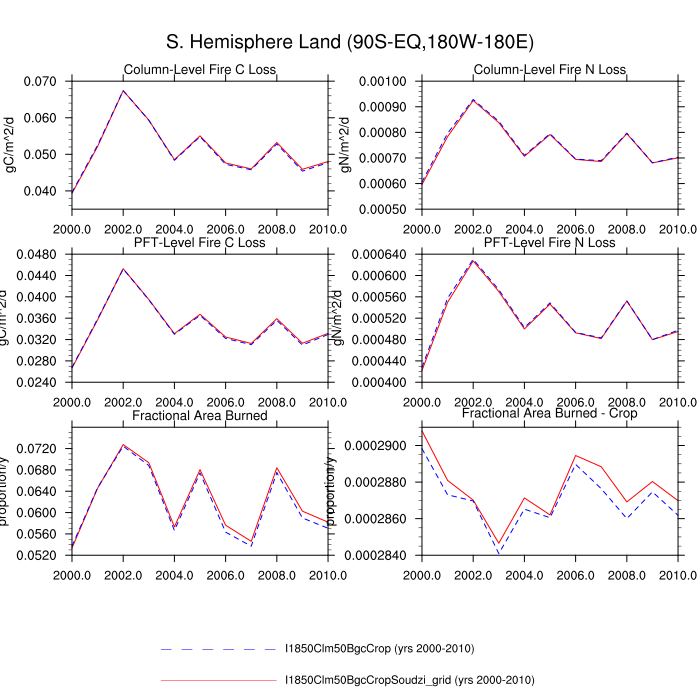 S. Hemisphere Land (90S-EQ,180W-180E)
Column-Level Fire C Loss
gC/m^2/d
0.070
0.060
0.050
0.040
2000.0 2002.0 2004.0 2006.0 2008.0 2010.0
Column-Level Fire N Loss
gN/m^2/d
0.00100
0.00090
0.00080
0.00070
0.00060
0.00050
2000.0 2002.0 2004.0 2006.0 2008.0 2010.0
PFT-Level Fire C Loss
gC/m^2/d
0.0480
0.0440
0.0400
0.0360
0.0320
0.0280
0.0240
2000.0 2002.0 2004.0 2006.0 2008.0 2010.0
PFT-Level Fire N Loss
gN/m^2/d
0.000640
0.000600
0.000560
0.000520
0.000480
0.000440
0.000400
2000.0 2002.0 2004.0 2006.0 2008.0 2010.0
Fractional Area Burned
proportion/y
0.0720
0.0680
0.0640
0.0600
0.0560
0.0520
2000.0 2002.0 2004.0 2006.0 2008.0 2010.0
Fractional Area Burned - Crop
proportion/y
0.0002900
0.0002880
0.0002860
0.0002840
2000.0 2002.0 2004.0 2006.0 2008.0 2010.0
I1850Clm50BgcCrop (yrs 2000-2010)
I1850Clm50BgcCropSoudzi_grid (yrs 2000-2010)